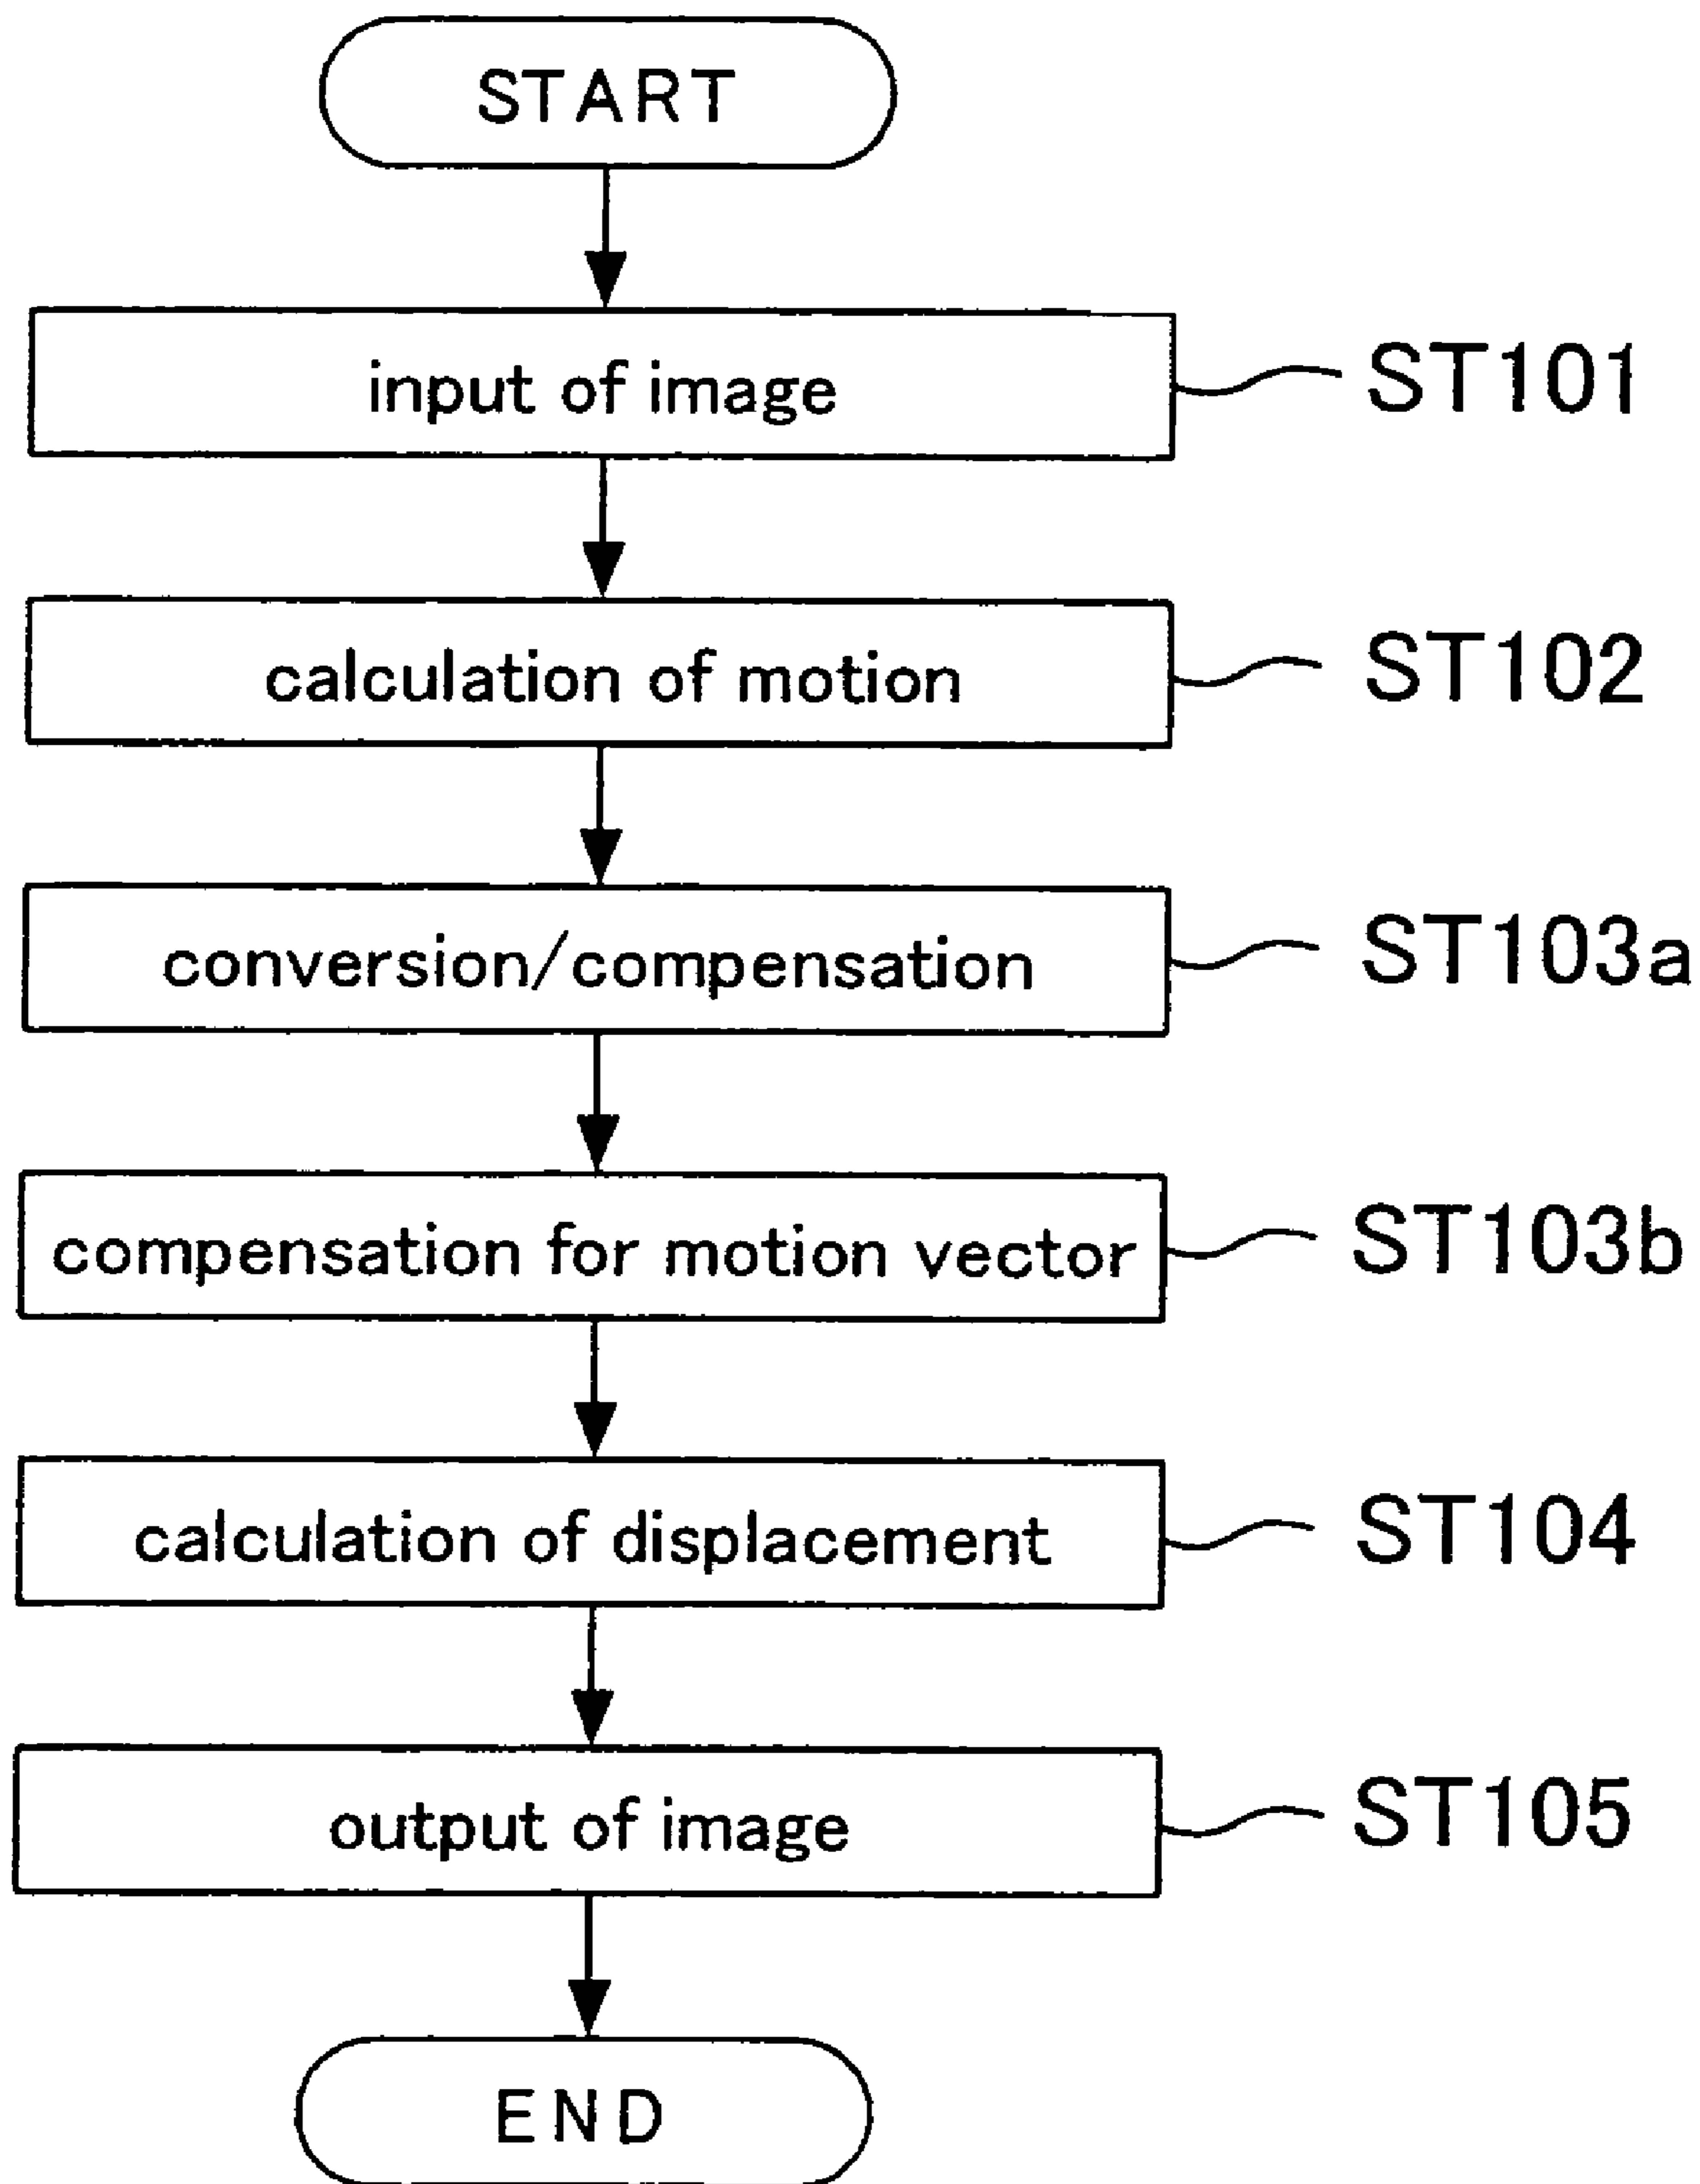 START
input of image ST101
calculation of motion ST102
conversion/compensation ST103a
compensation for motion vector ST103b
calculation of displacement ST104
output of image ST105
END